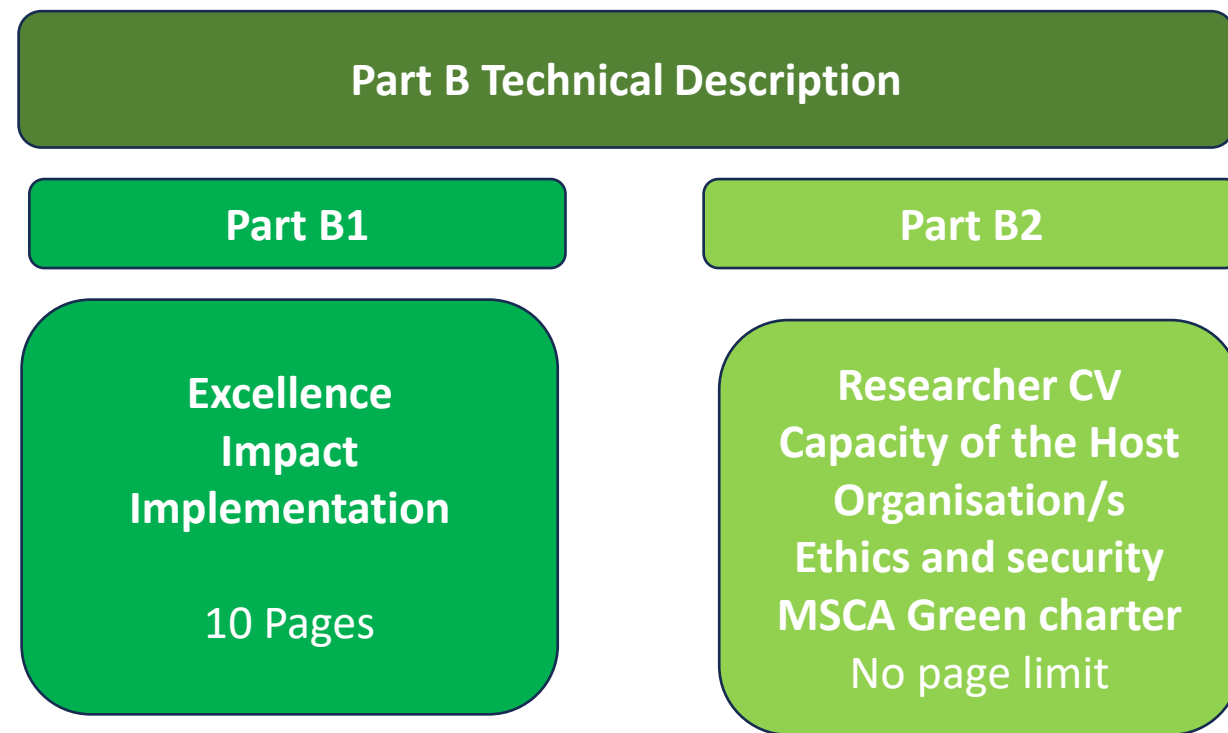 Part B Technical Description
Part B1
Part B2
Excellence
Impact
Implementation
10 Pages
Researcher CV
Capacity of the Host
Organisation/s
Ethics and security
MSCA Green charter
No page limit